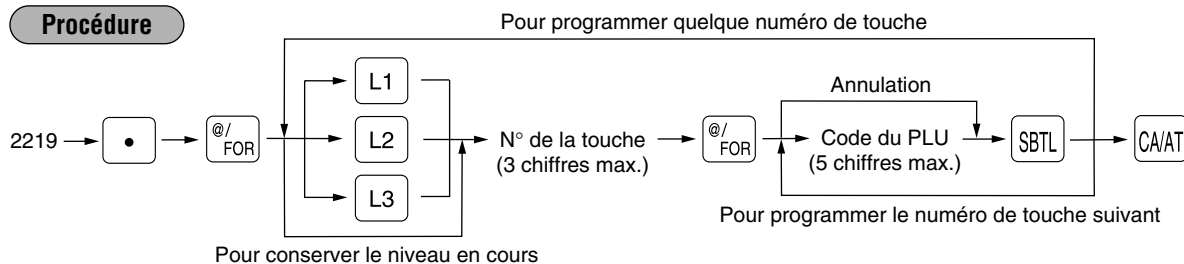 Procédure
Pour programmer quelque numéro de touche
L1
Annulation
2219
•
@/
FOR
L2
N° de la touche
(3 chiffres max.)
@/
FOR
Code du PLU
(5 chiffres max.)
SBTL
CA/AT
L3
Pour programmer le numéro de touche suivant
Pour conserver le niveau en cours